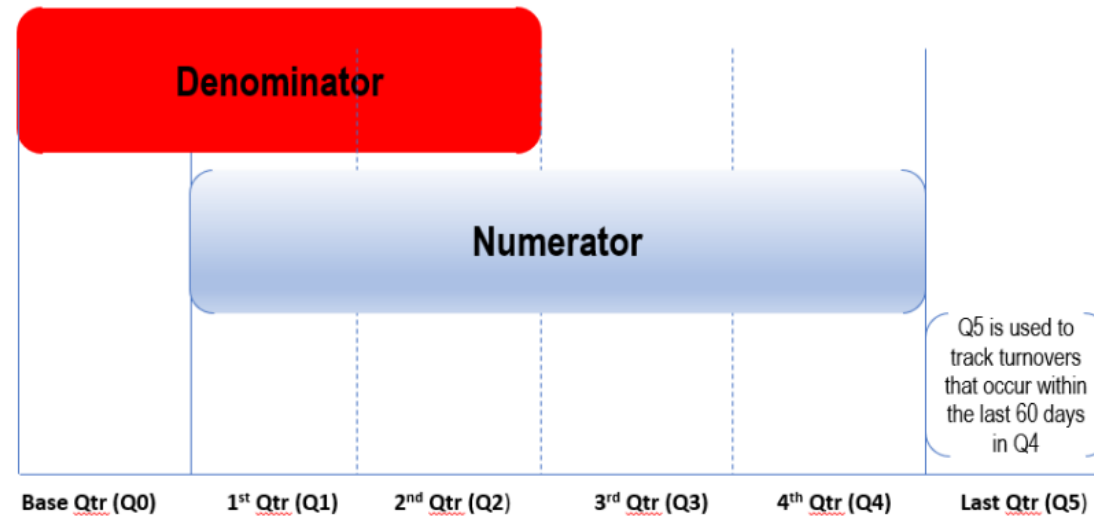 Denominator
Numerator
Q5 is used to
track turnovers
that occur within
the last 60 days
in Q4
Base Qtr (Q0)
1st Qtr (Q1)
2nd Qtr (Q2)
3rd Qtr (Q3)
4th Qtr (Q4)
Last Qtr (Q5)